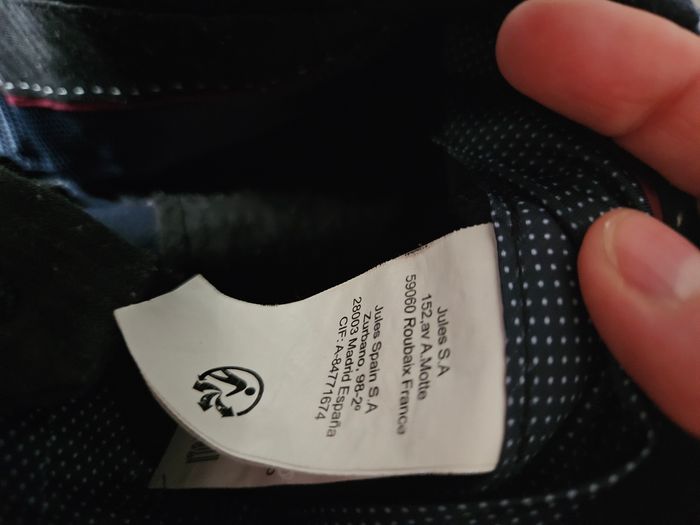 Jules S.A
152,av A.Motte
59060 Roubaix France
Jules Spain S.A
Zurbano, 98-2º
28003 Madrid España
CIF: A-84771674